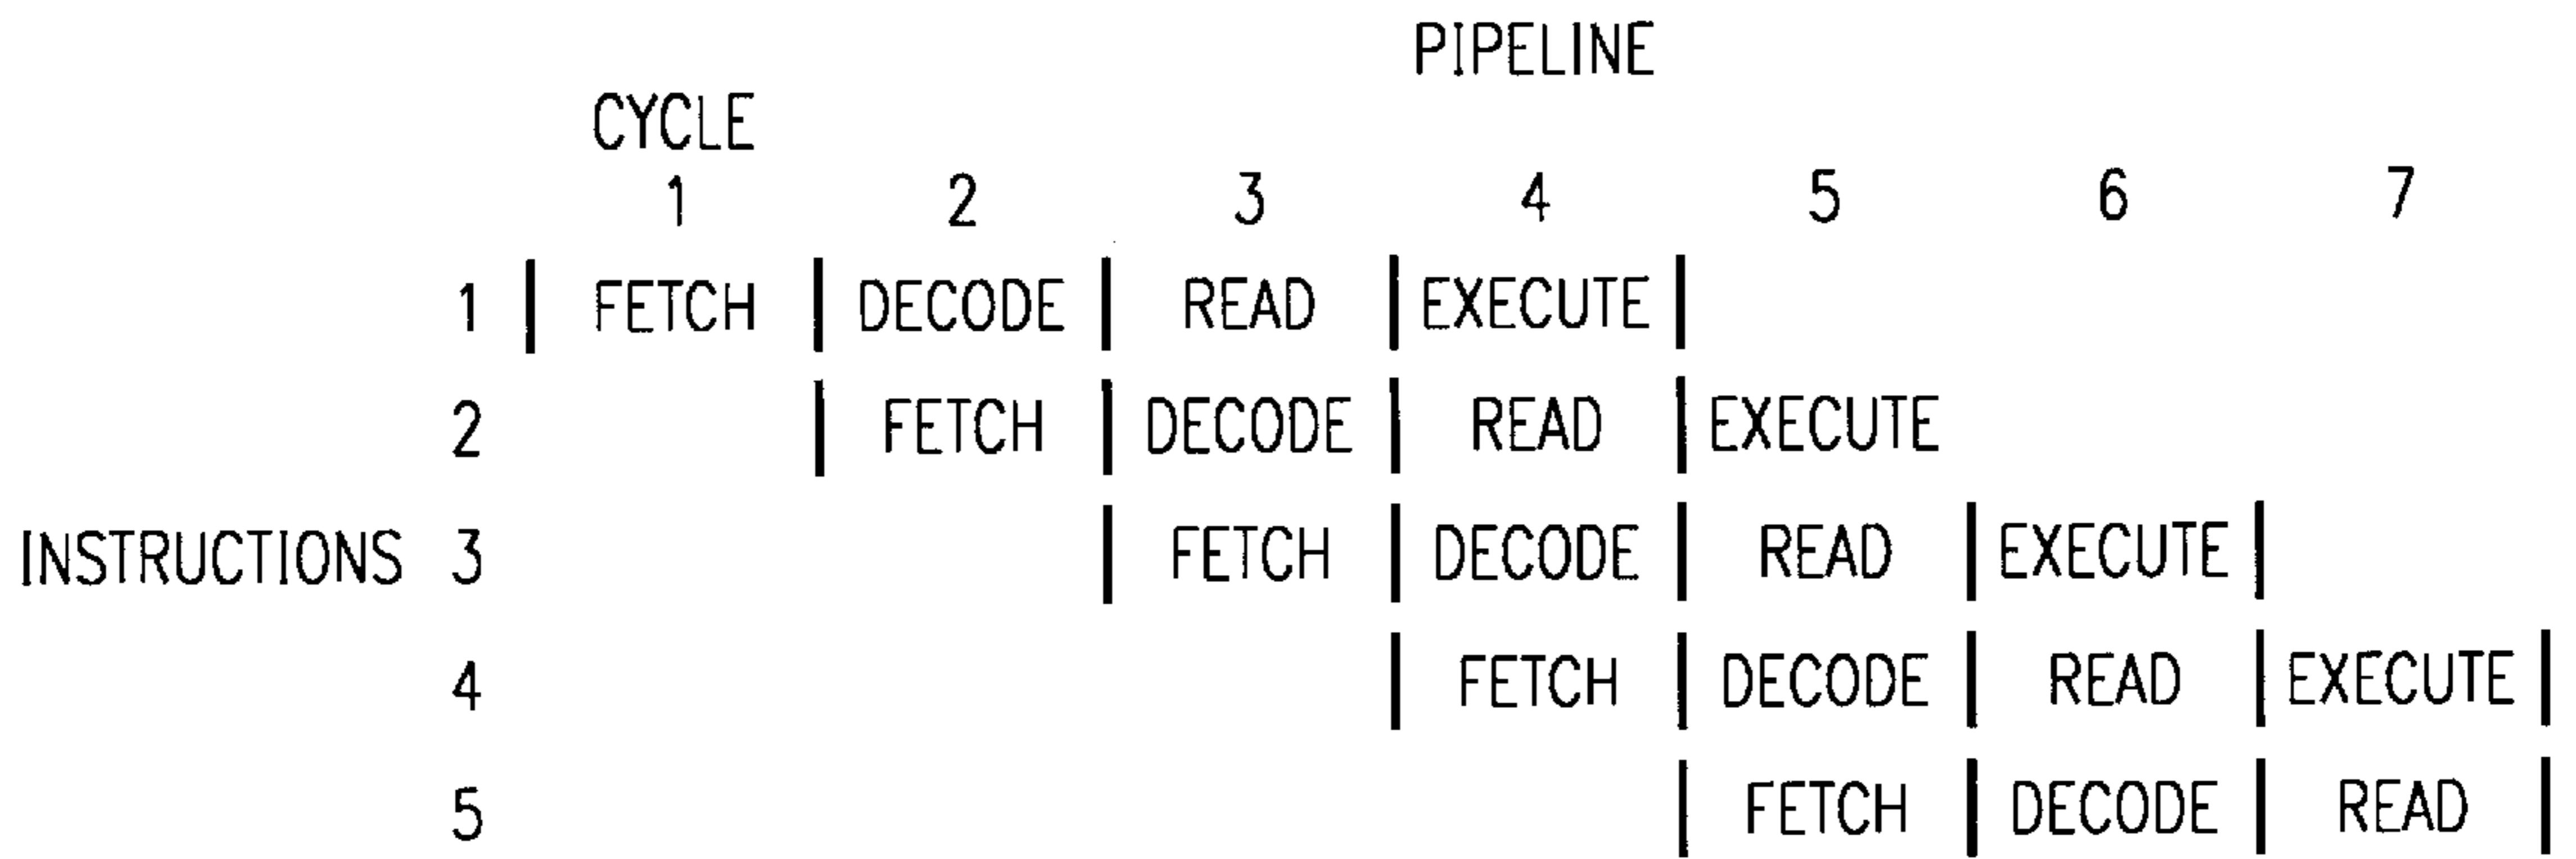 PIPELINE
CYCLE
1 2 3 4 5 6 7
1 | FETCH | DECODE | READ | EXECUTE |
2 | FETCH | DECODE | READ | EXECUTE
INSTRUCTIONS 3 | FETCH | DECODE | READ | EXECUTE |
4 | FETCH | DECODE | READ | EXECUTE |
5 | FETCH | DECODE | READ |